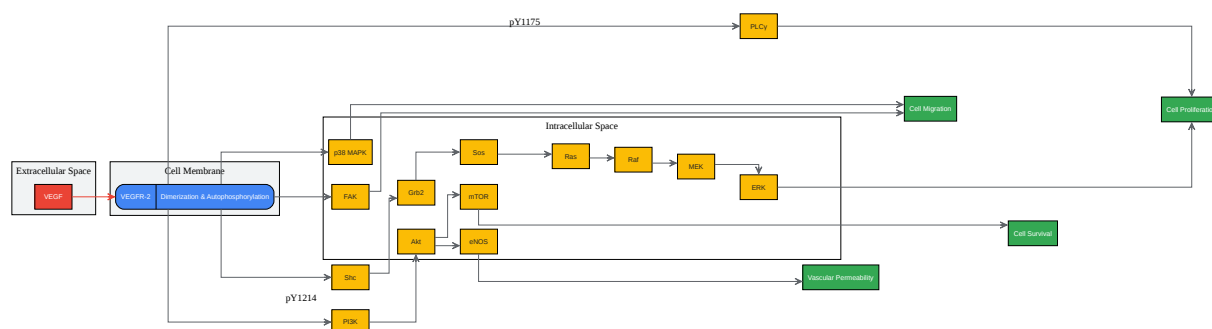 pY1175
PLCγ
Cell Migration
Cell Proliferation
Intracellular Space
p38 MAPK
Sos
Ras
Raf
MEK
ERK
Extracellular Space
Cell Membrane
VEGF
VEGFR-2
Dimerization & Autophosphorylation
FAK
Grb2
mTOR
Akt
eNOS
Cell Survival
Shc
Vascular Permeability
pY1214
PI3K